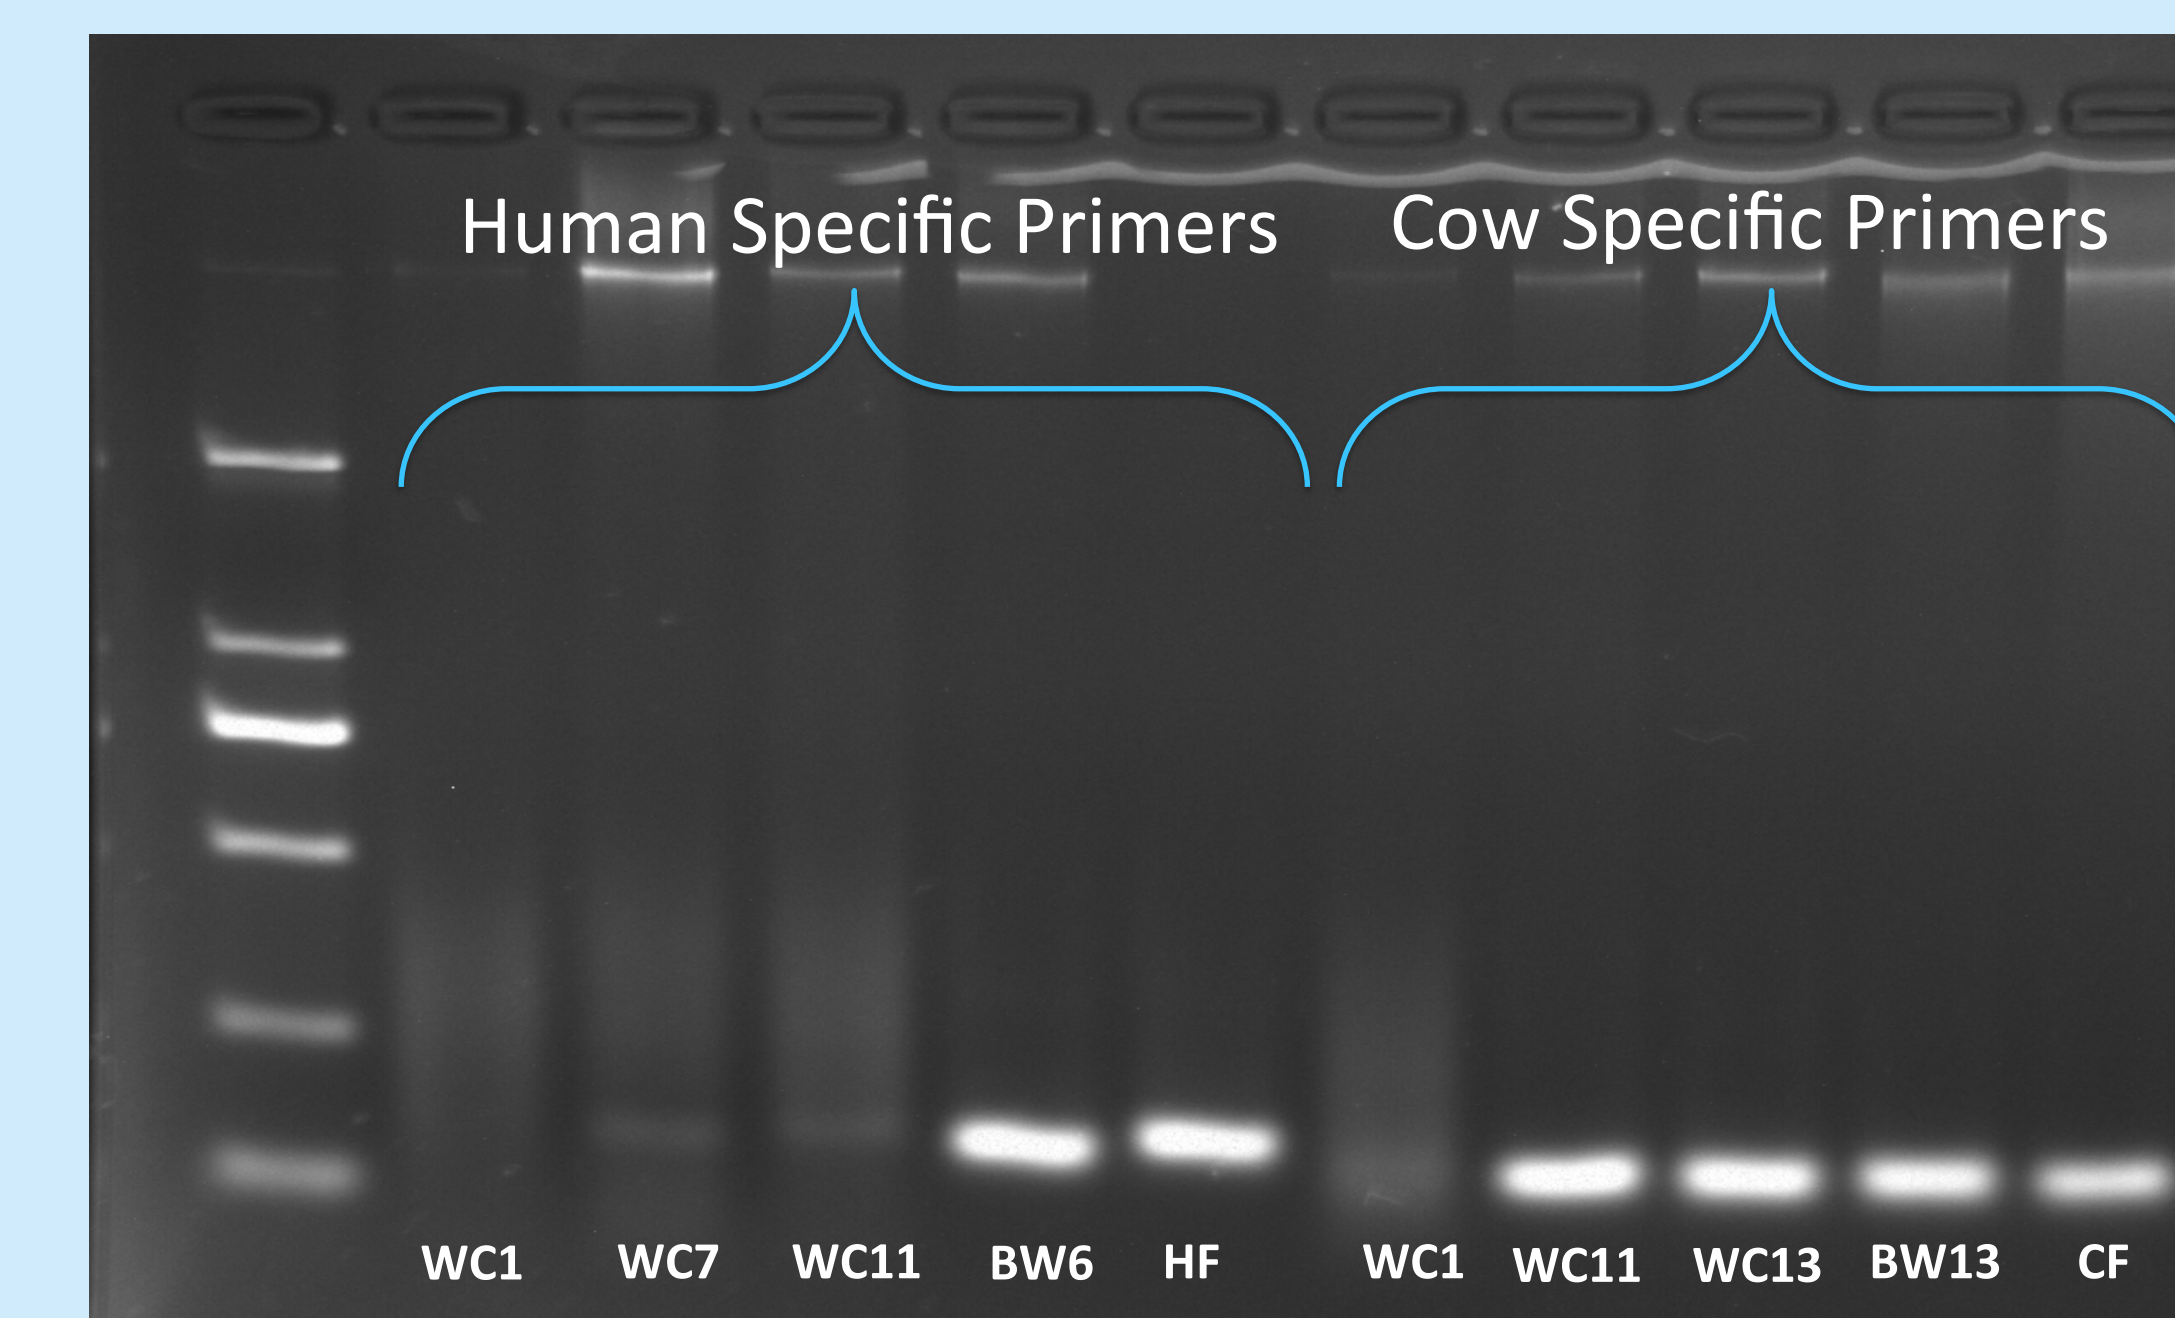 Human Specific Primers
Cow Specific Primers
WC1 WC7 WC11 BW6 HF WC1 WC11 WC13 BW13 CF